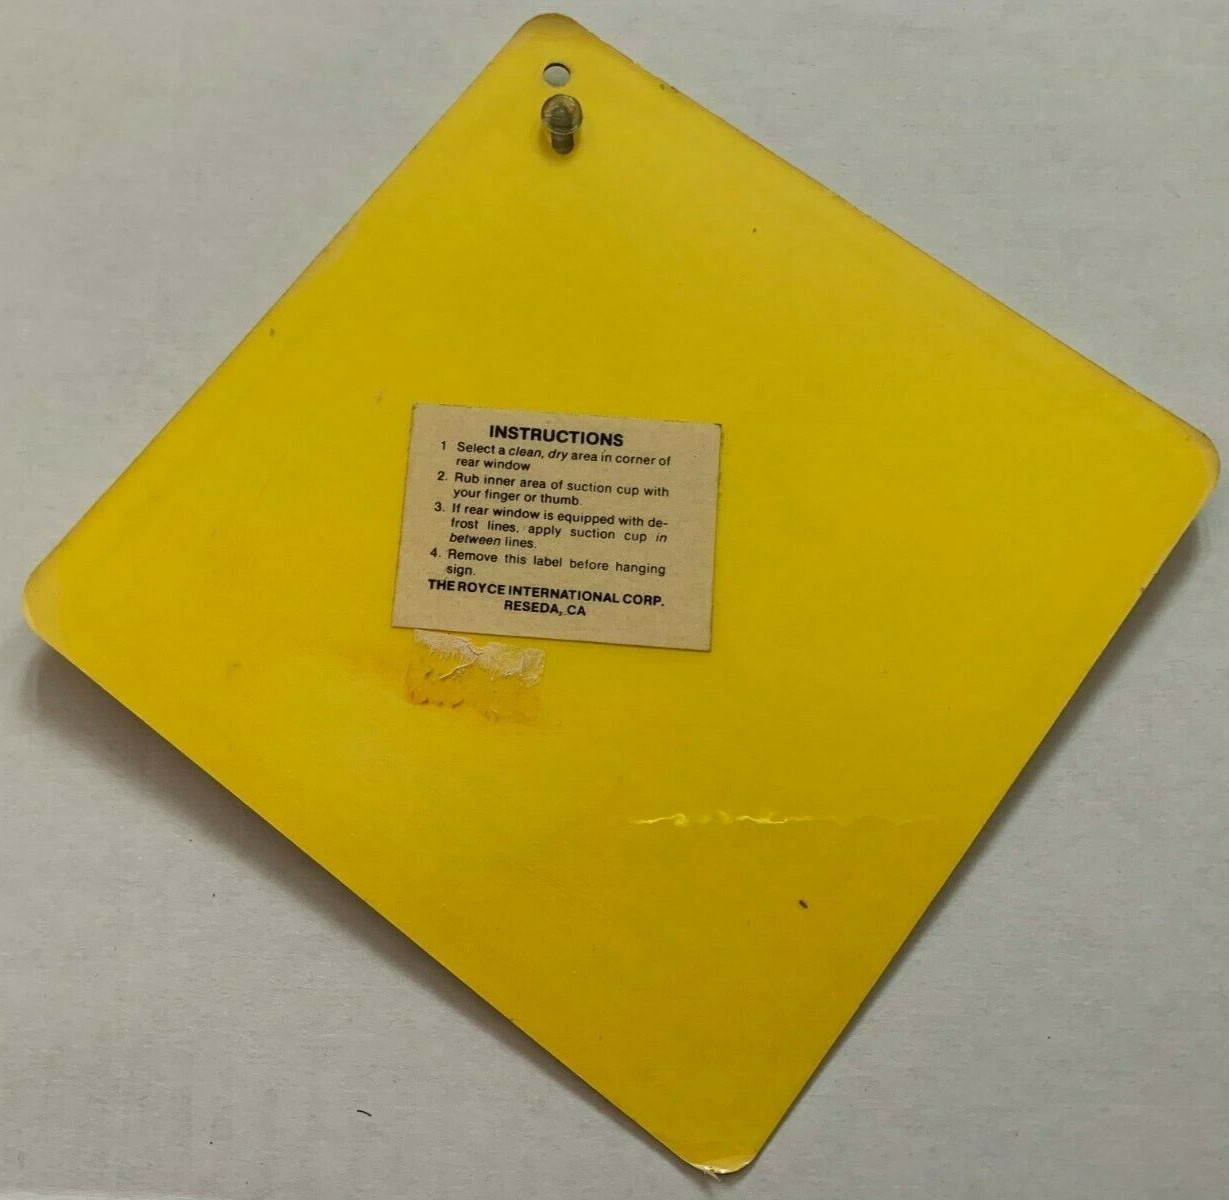 INSTRUCTIONS
1 Select a clean, dry area in corner of
rear window
2. Rub inner area of suction cup with
your finger or thumb.
3. If rear window is equipped with de-
frost lines, apply suction cup in
between lines.
4. Remove this label before hanging
sign.
THE ROYCE INTERNATIONAL CORP.
RESEDA, CA